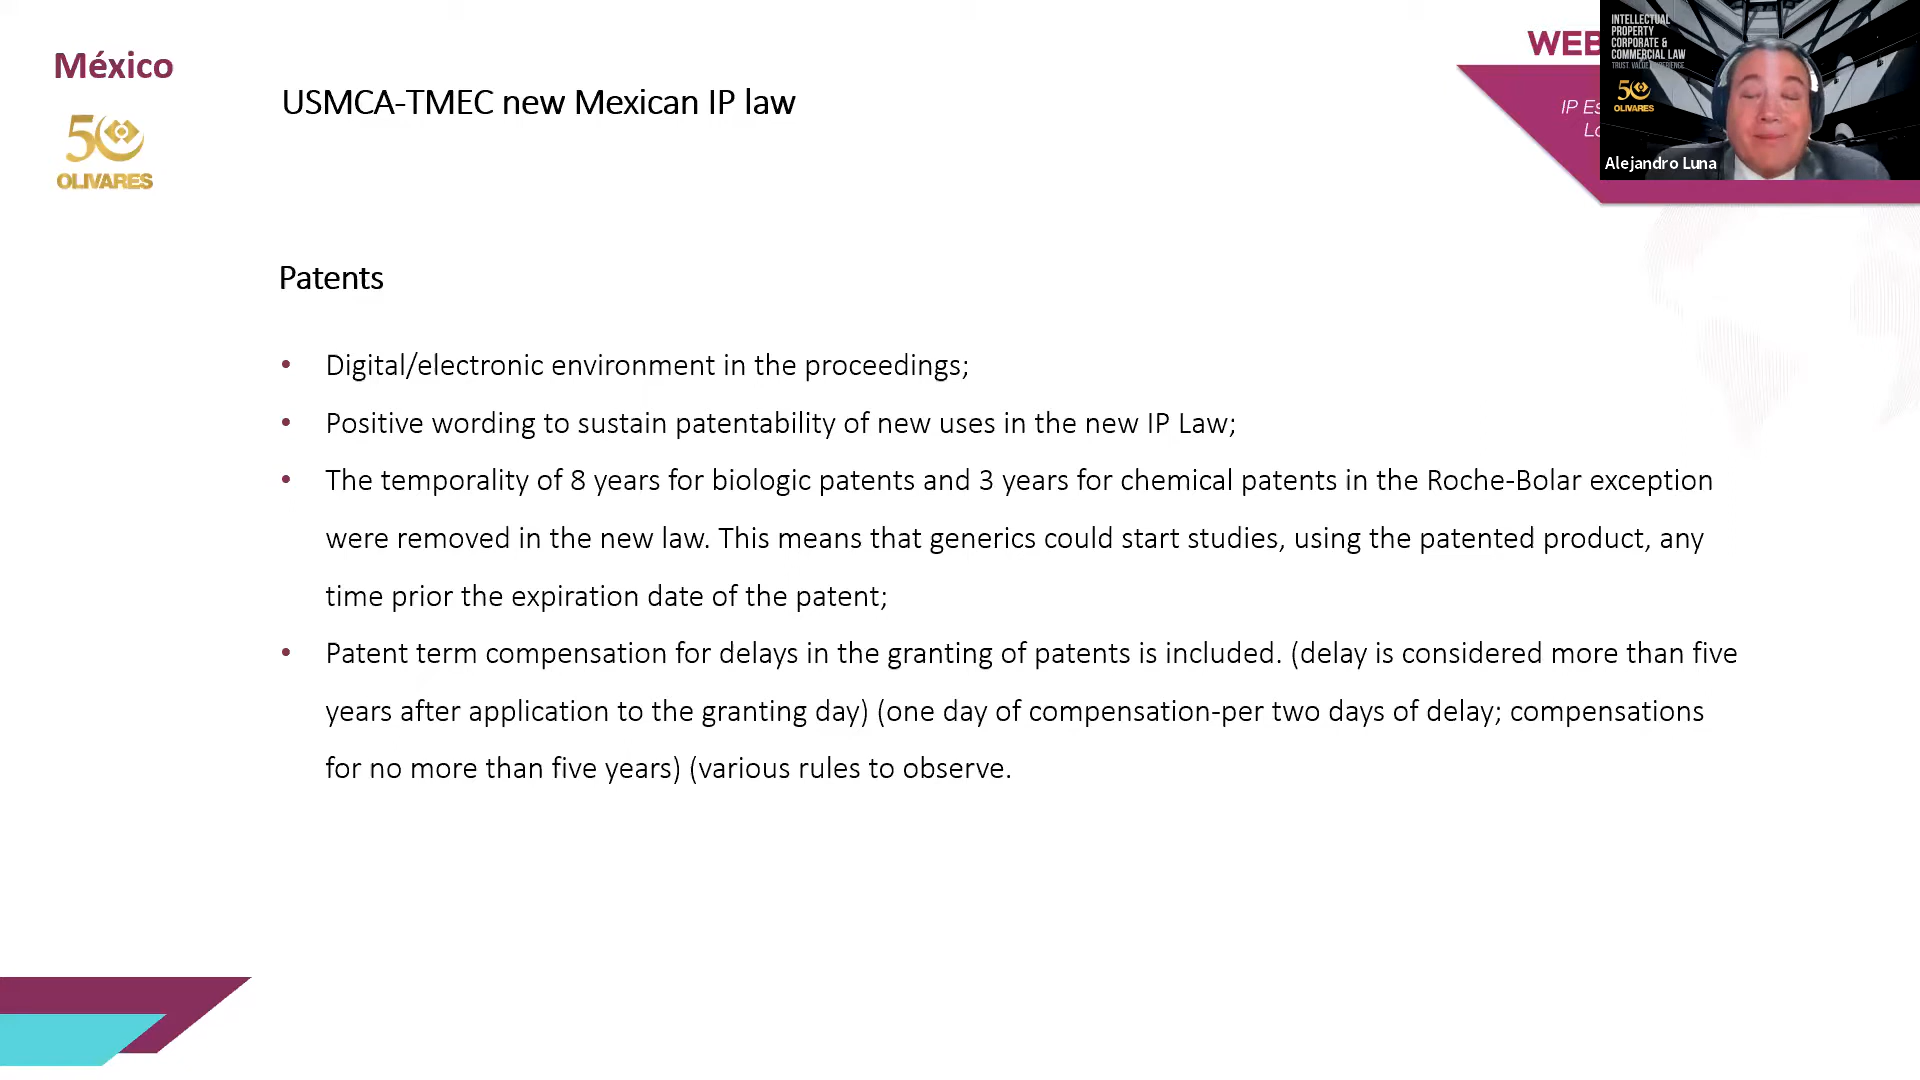 México
50
OLIVARES
USMCA-TMEC new Mexican IP law
WEB
IP Es
Lo
INTELLECTUAL
PROPERTY
CORPORATE &
COMMERCIAL LAW
TRUST. VALUE. EXPERIENCE.
50
OLIVARES
Alejandro Luna
Patents
• Digital/electronic environment in the proceedings;
• Positive wording to sustain patentability of new uses in the new IP Law;
• The temporality of 8 years for biologic patents and 3 years for chemical patents in the Roche-Bolar exception
were removed in the new law. This means that generics could start studies, using the patented product, any
time prior the expiration date of the patent;
• Patent term compensation for delays in the granting of patents is included. (delay is considered more than five
years after application to the granting day) (one day of compensation-per two days of delay; compensations
for no more than five years) (various rules to observe.